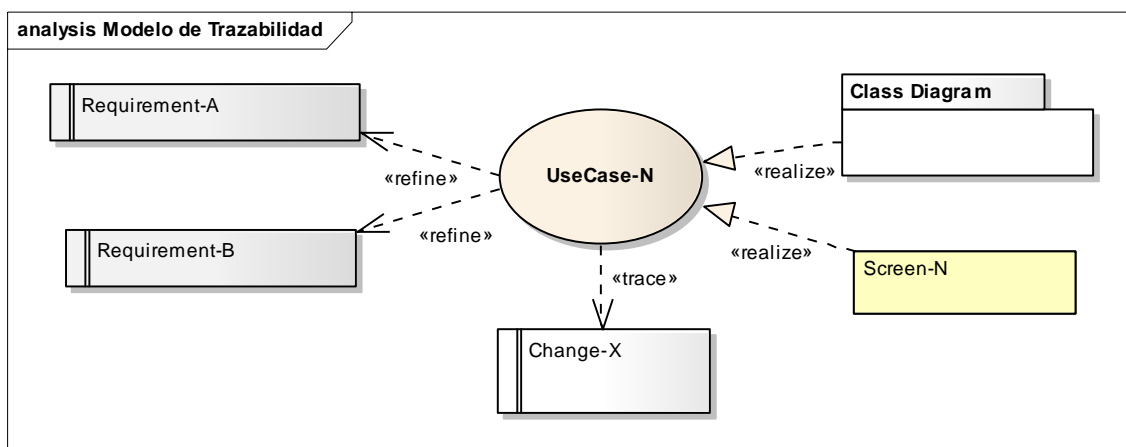 analysis Modelo de Trazabilidad
Requirement-A
Class Diagram
«refine»
UseCase-N
«realize»
«refine»
Requirement-B
«realize»
Screen-N
«trace»
Change-X